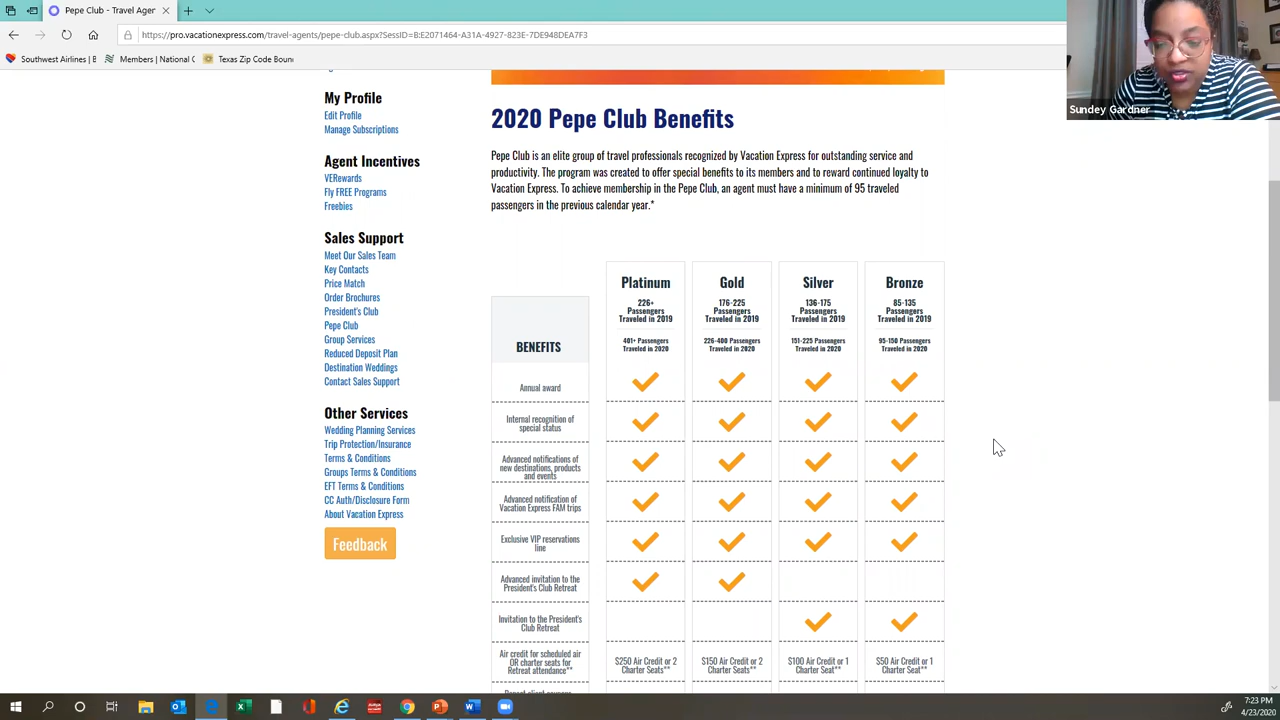 Pepe Club - Travel Ager
https://pro.vacationexpress.com/travel-agents/pepe-club.aspx?SessID=B:E2071464-A31A-4927-823E-7DE948DEA7F3
Southwest Airlines | B
Members | National C
Texas Zip Code Boun
Sundey Gardner
My Profile
Edit Profile
Manage Subscriptions
Agent Incentives
VERewards
Fly FREE Programs
Freebies
Sales Support
Meet Our Sales Team
Key Contacts
Price Match
Order Brochures
President's Club
Pepe Club
Group Services
Reduced Deposit Plan
Destination Weddings
Contact Sales Support
Other Services
Wedding Planning Services
Trip Protection/Insurance
Terms & Conditions
Groups Terms & Conditions
EFT Terms & Conditions
CC Auth/Disclosure Form
About Vacation Express
Feedback
2020 Pepe Club Benefits
Pepe Club is an elite group of travel professionals recognized by Vacation Express for outstanding service and
productivity. The program was created to offer special benefits to its members and to reward continued loyalty to
Vacation Express. To achieve membership in the Pepe Club, an agent must have a minimum of 95 traveled
passengers in the previous calendar year.*
BENEFITS
Platinum
226+
Passengers
Traveled in 2019
401+ Passengers
Traveled in 2020
Gold
176-225
Passengers
Traveled in 2019
226-400 Passengers
Traveled in 2020
Silver
136-175
Passengers
Traveled in 2019
151-225 Passengers
Traveled in 2020
Bronze
85-135
Passengers
Traveled in 2019
95-150 Passengers
Traveled in 2020
Annual award
Internal recognition of
special status
Advanced notifications of
new destinations, products
and events
Advanced notification of
Vacation Express FAM trips
Exclusive VIP reservations
line
Advanced invitation to the
President's Club Retreat
Invitation to the President's
Club Retreat
Air credit for scheduled air
OR charter seats for
Retreat attendance**
$250 Air Credit or 2
Charter Seats**
$150 Air Credit or 2
Charter Seats**
$100 Air Credit or 1
Charter Seat**
$50 Air Credit or 1
Charter Seat**
7:23 PM
4/23/2020